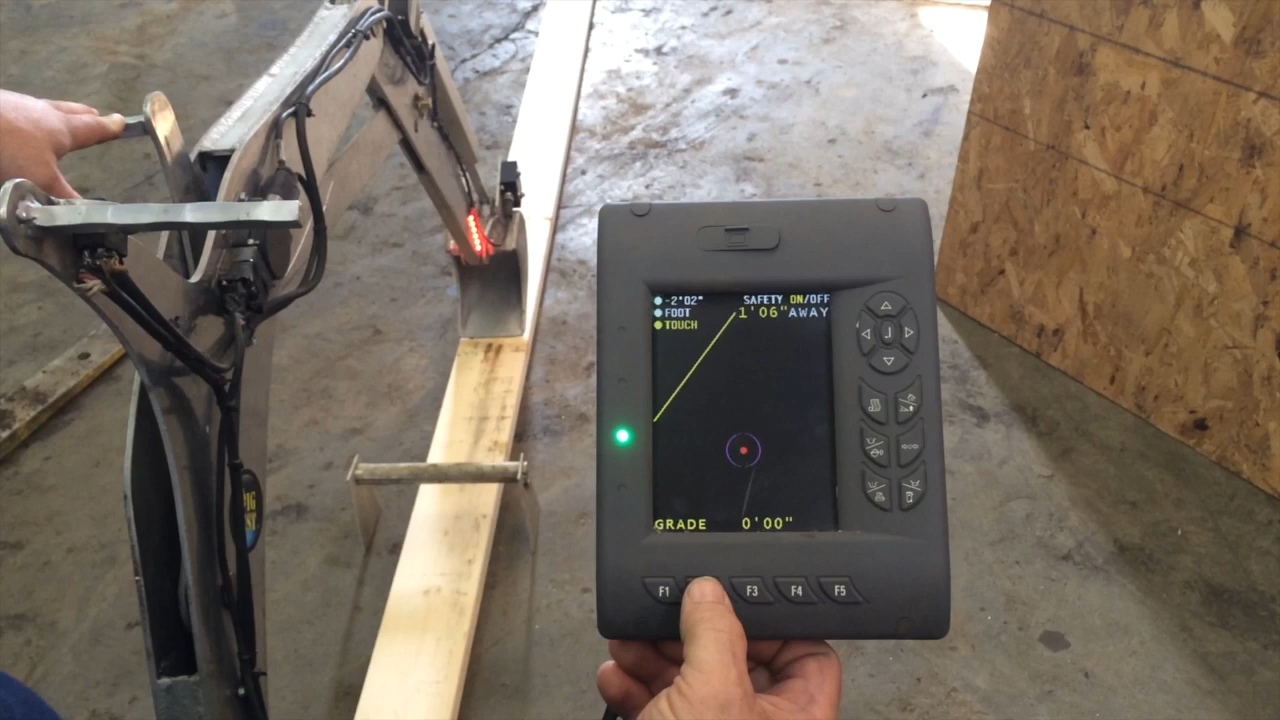 -2'02" SAFETY ON/OFF
FOOT 1'06"AWAY
TOUCH
GRADE 0'00"
F1 F3 F4 F5